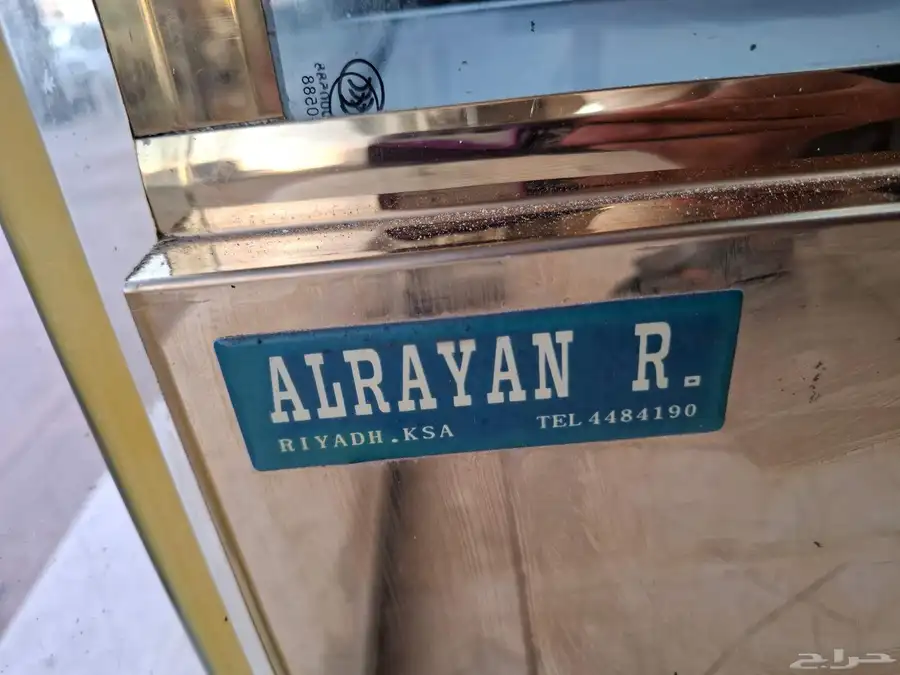 ALRAYAN R.
RIYADH.KSA TEL 4484190
حراج